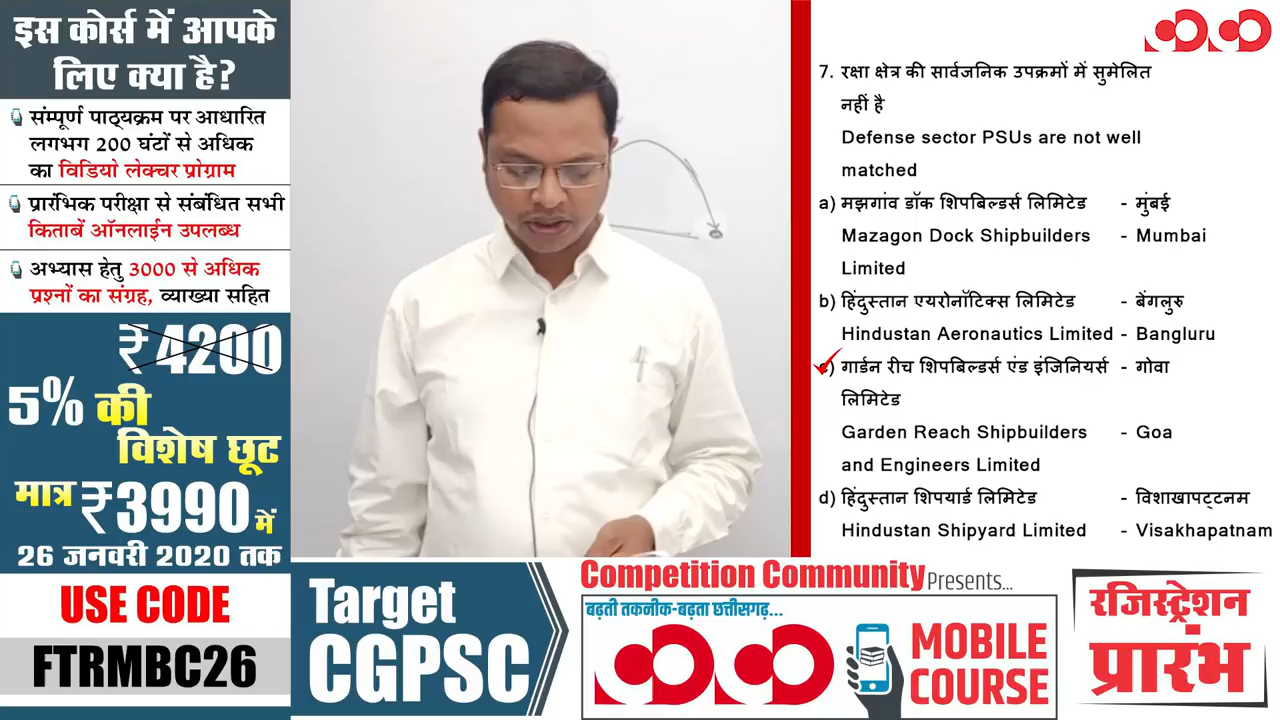 इस कोर्स में आपके
लिए क्या है?
संम्पूर्ण पाठ्यक्रम पर आधारित
लगभग 200 घंटों से अधिक
का विडियो लेक्चर प्रोग्राम
प्रारंभिक परीक्षा से संबंधित सभी
किताबें ऑनलाईन उपलब्ध
अभ्यास हेतु 3000 से अधिक
प्रश्नों का संग्रह, व्याख्या सहित
₹4200
5% की
विशेष छूट
मात्र ₹3990 में
26 जनवरी 2020 तक
USE CODE
FTRMBC26
7. रक्षा क्षेत्र की सार्वजनिक उपक्रमों में सुमेलित
नहीं है
Defense sector PSUs are not well
matched
a) मझगांव डॉक शिपबिल्डर्स लिमिटेड - मुंबई
Mazagon Dock Shipbuilders - Mumbai
Limited
b) हिंदुस्तान एयरोनॉटिक्स लिमिटेड - बेंगलुरु
Hindustan Aeronautics Limited - Bangluru
c) गार्डन रीच शिपबिल्डर्स एंड इंजिनियर्स - गोवा
लिमिटेड
Garden Reach Shipbuilders - Goa
and Engineers Limited
d) हिंदुस्तान शिपयार्ड लिमिटेड - विशाखापट्टनम
Hindustan Shipyard Limited - Visakhapatnam
Target
CGPSC
Competition Community Presents...
बढ़ती तकनीक-बढ़ता छत्तीसगढ़...
MOBILE
COURSE
रजिस्ट्रेशन
प्रारंभ